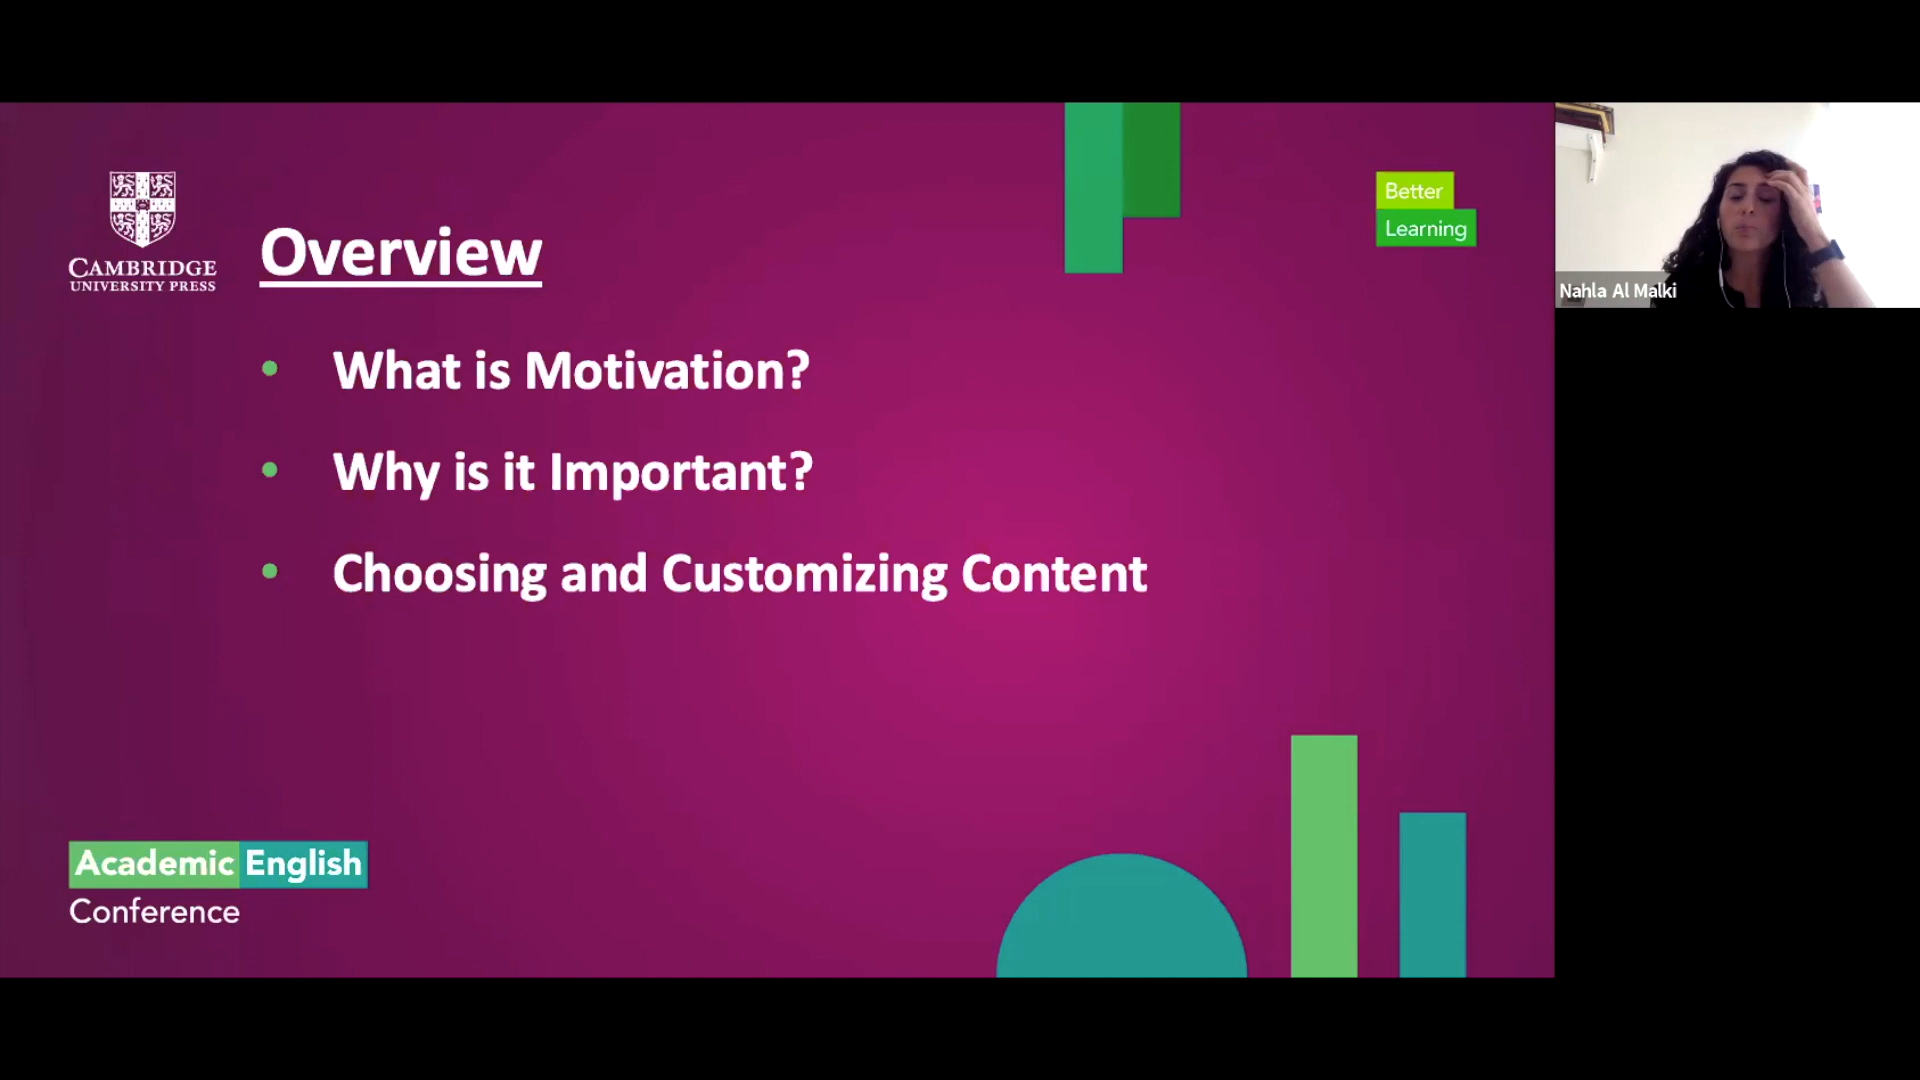 CAMBRIDGE
UNIVERSITY PRESS
Overview
Better
Learning
Nahla Al Malki
• What is Motivation?
• Why is it Important?
• Choosing and Customizing Content
Academic English
Conference